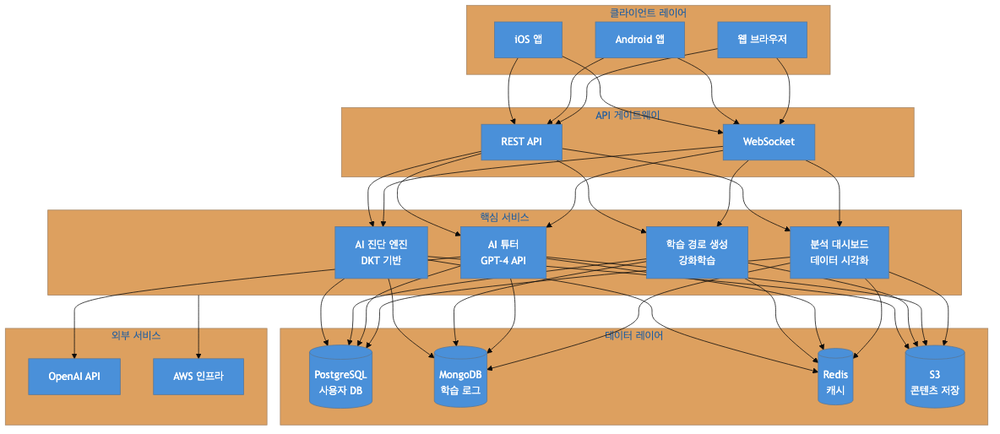 클라이언트 레이어
iOS 앱
Android 앱
웹 브라우저
API 게이트웨이
REST API
WebSocket
핵심 서비스
AI 진단 엔진
DKT 기반
AI 튜터
GPT-4 API
학습 경로 생성
강화학습
분석 대시보드
데이터 시각화
외부 서비스
OpenAI API
AWS 인프라
데이터 레이어
PostgreSQL
사용자 DB
MongoDB
학습 로그
Redis
캐시
S3
콘텐츠 저장